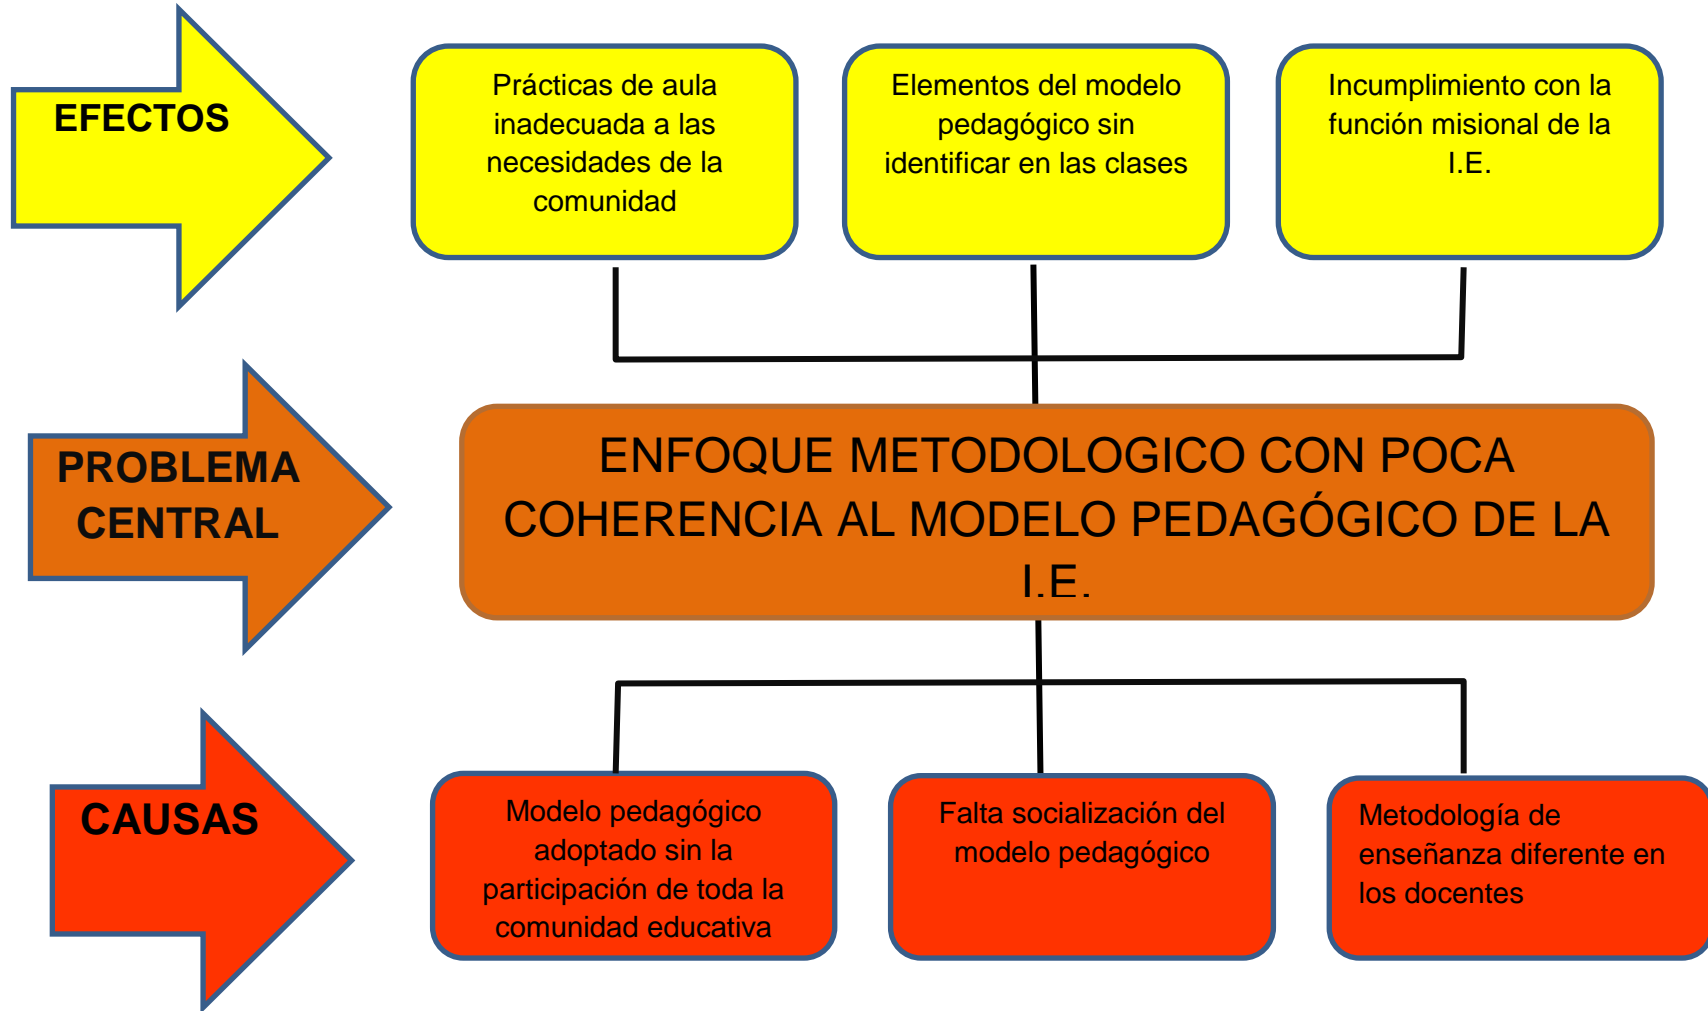 EFECTOS
Prácticas de aula
inadecuada a las
necesidades de la
comunidad
Elementos del modelo
pedagógico sin
identificar en las clases
Incumplimiento con la
función misional de la
I.E.
PROBLEMA
CENTRAL
ENFOQUE METODOLOGICO CON POCA
COHERENCIA AL MODELO PEDAGÓGICO DE LA
I.E.
CAUSAS
Modelo pedagógico
adoptado sin la
participación de toda la
comunidad educativa
Falta socialización del
modelo pedagógico
Metodología de
enseñanza diferente en
los docentes